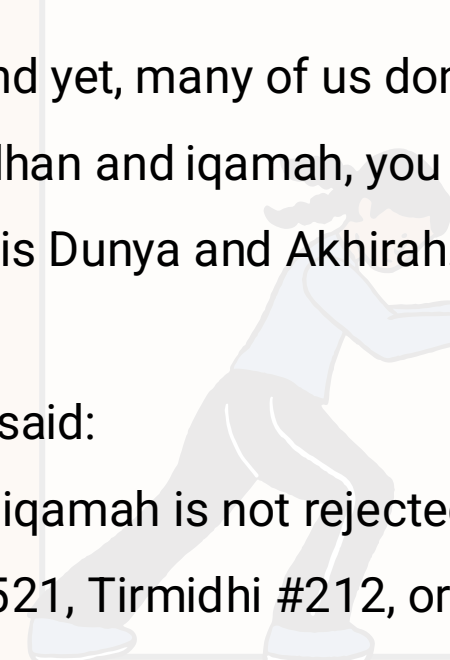 nd yet, many of us don
dhan and iqamah, you
is Dunya and Akhirah
said:
iqamah is not rejected
521, Tirmidhi #212, or